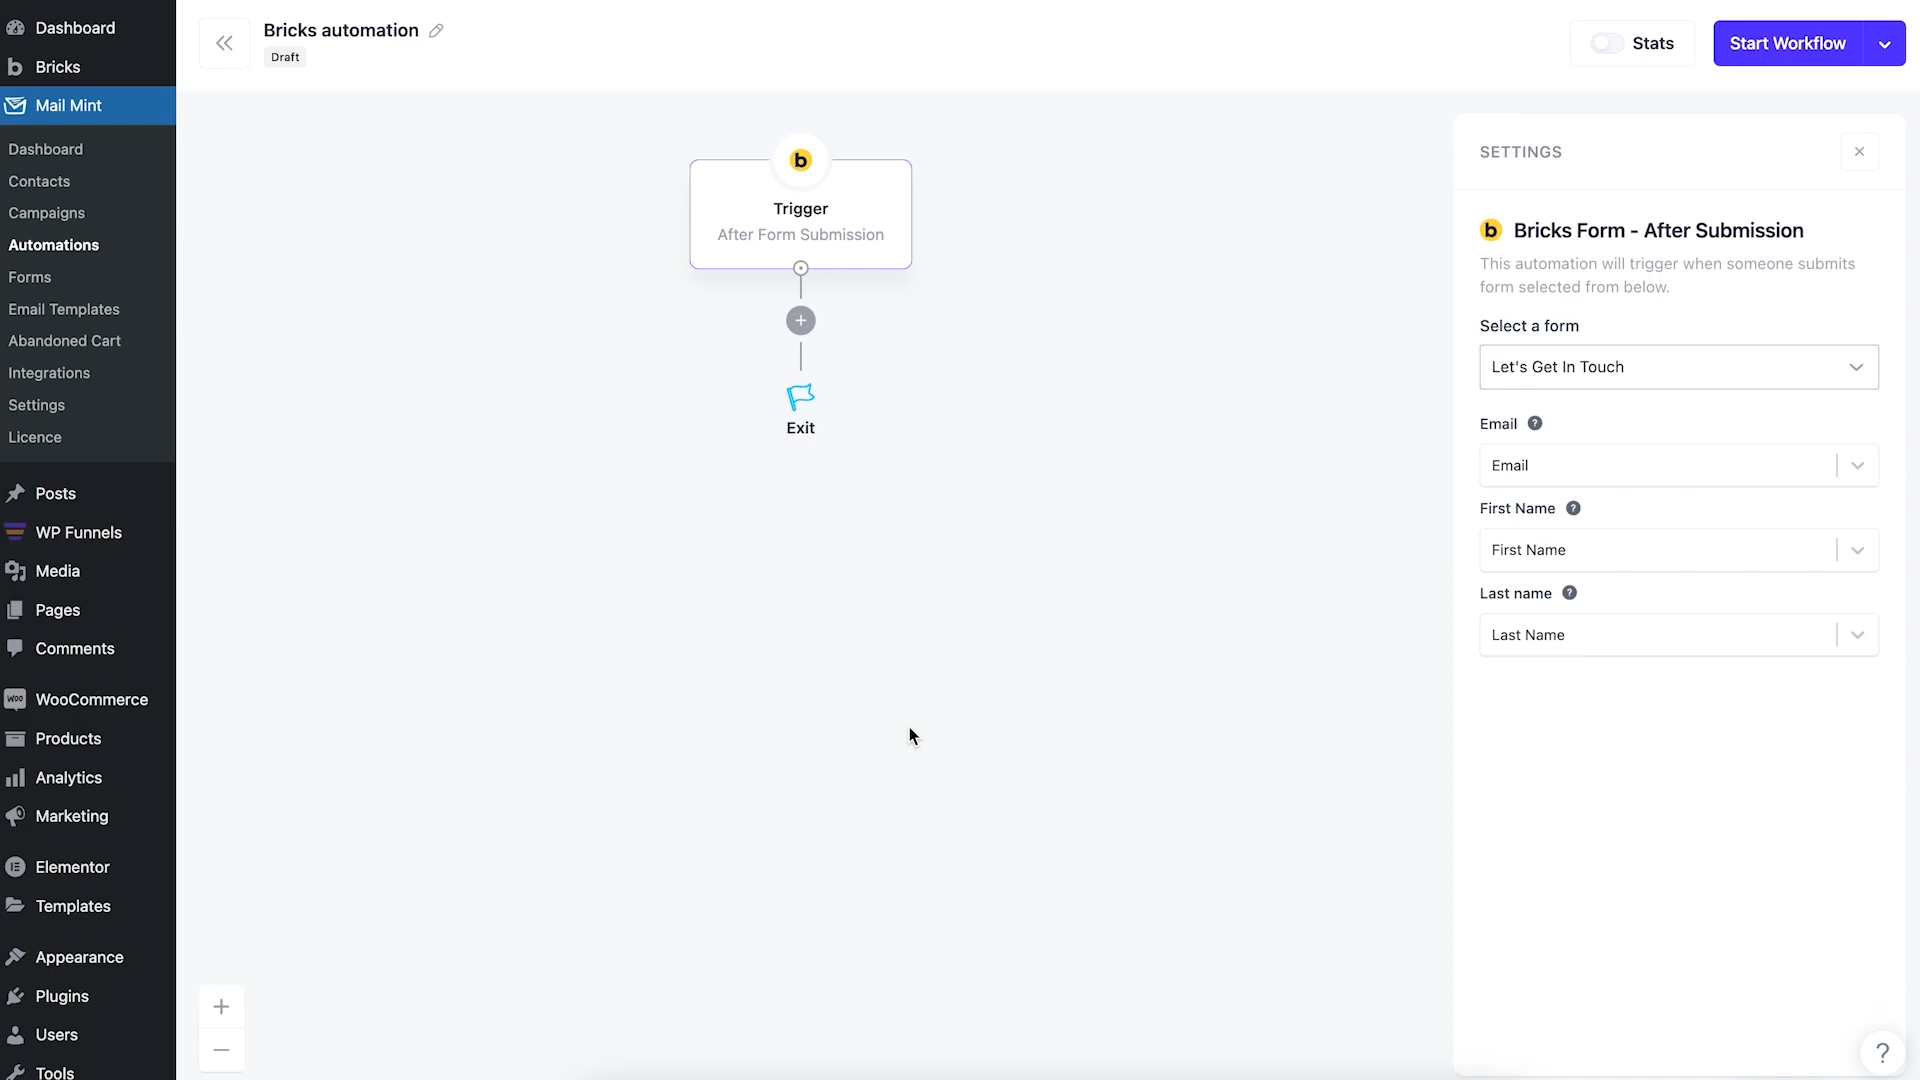 Dashboard
Bricks
Mail Mint
Dashboard
Contacts
Campaigns
Automations
Forms
Email Templates
Abandoned Cart
Integrations
Settings
Licence
Posts
WP Funnels
Media
Pages
Comments
WooCommerce
Products
Analytics
Marketing
Elementor
Templates
Appearance
Plugins
Users
Tools
Bricks automation
Draft
Stats
Start Workflow
b
Trigger
After Form Submission
Exit
SETTINGS
b Bricks Form - After Submission
This automation will trigger when someone submits
form selected from below.
Select a form
Let's Get In Touch
Email ?
Email
First Name ?
First Name
Last name ?
Last Name
?